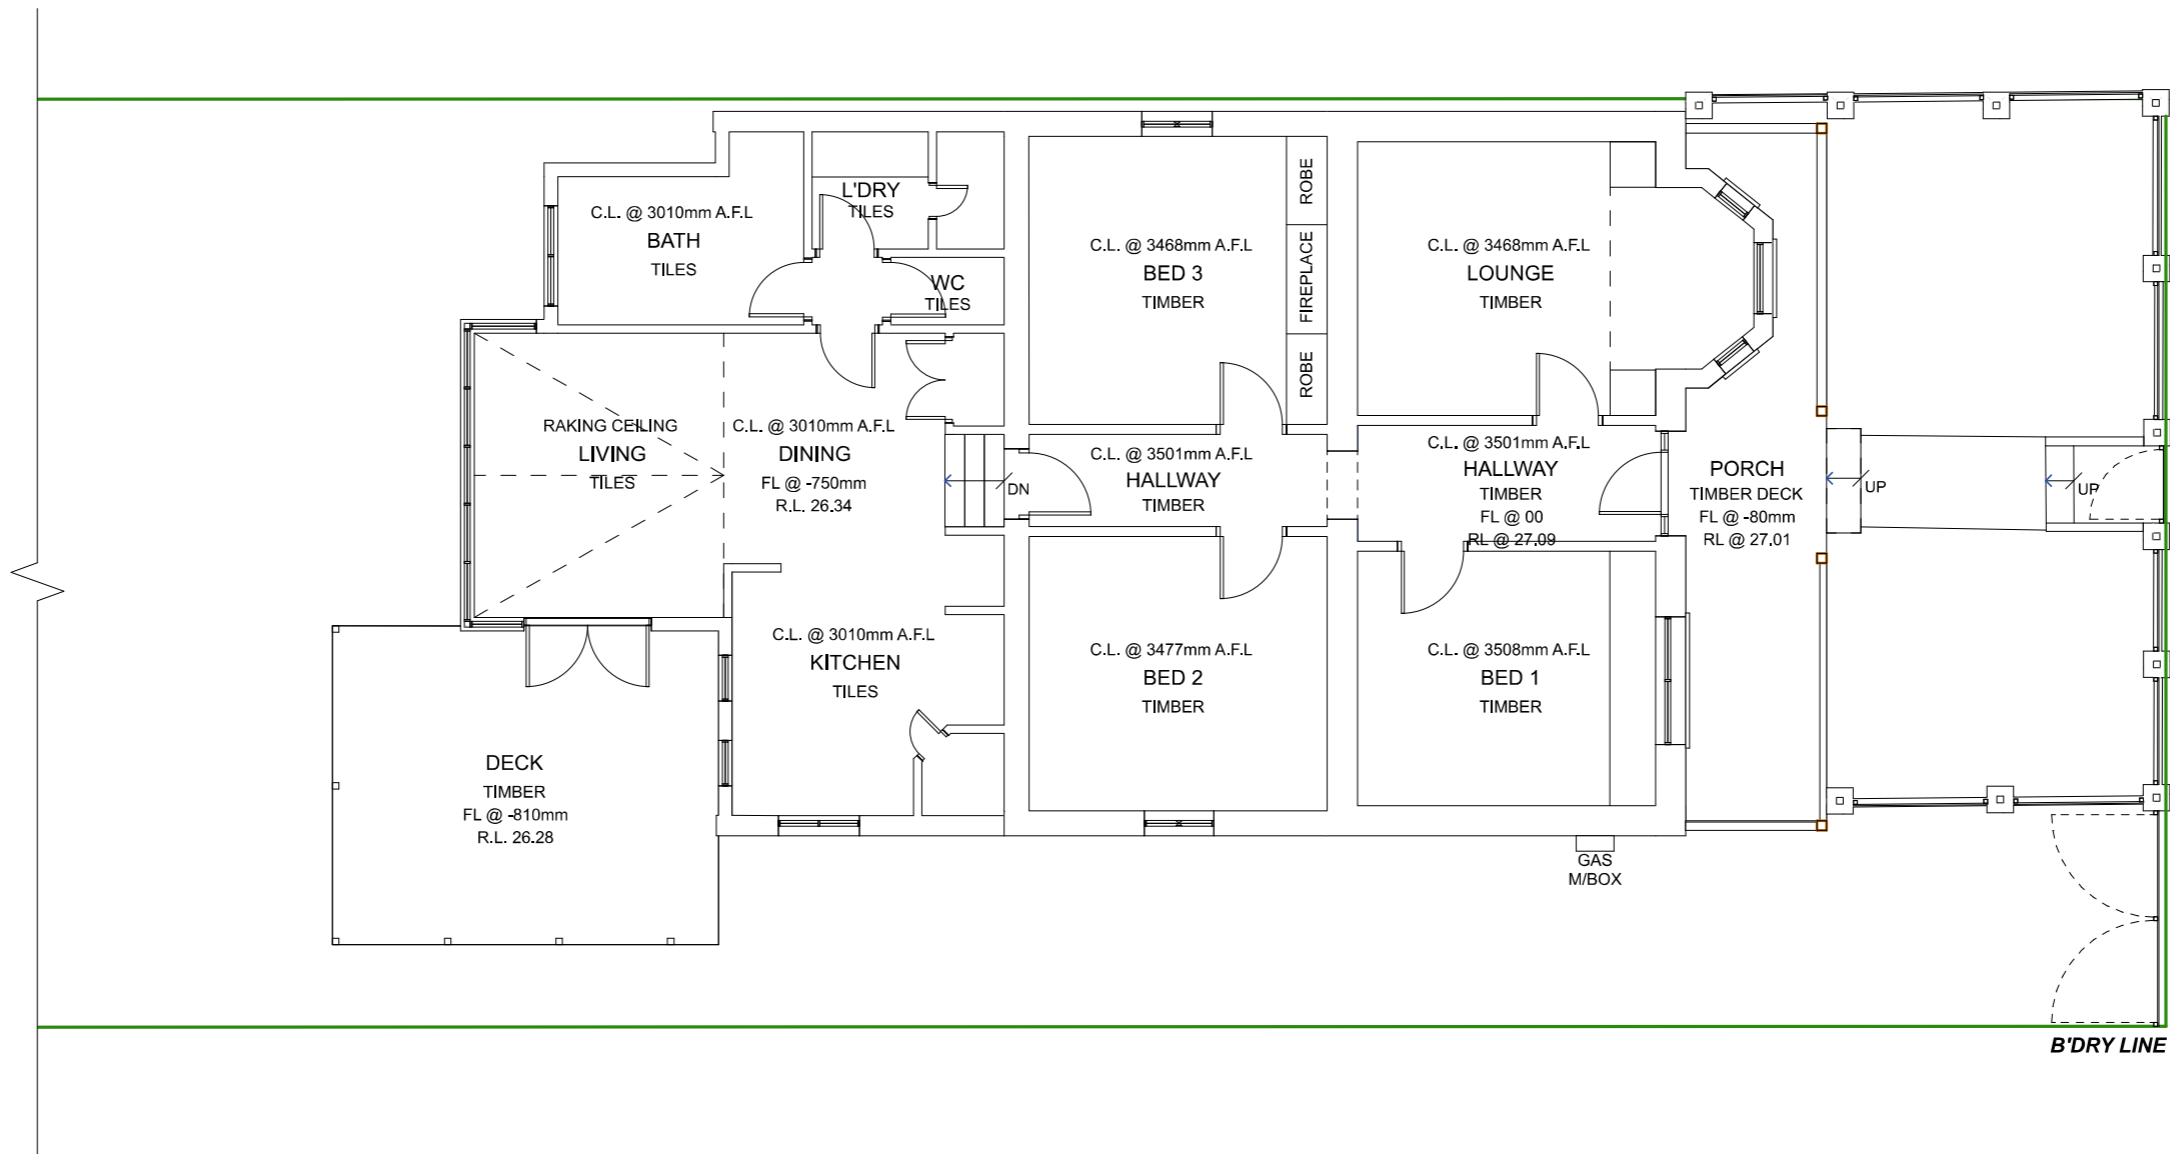 L'DRY
TILES
C.L. @ 3010mm A.F.L
BATH
TILES
WC
TILES
C.L. @ 3468mm A.F.L
BED 3
TIMBER
ROBE
FIREPLACE
ROBE
C.L. @ 3468mm A.F.L
LOUNGE
TIMBER
RAKING CEILING
LIVING
TILES
C.L. @ 3010mm A.F.L
DINING
FL @ -750mm
R.L. 26.34
DN
C.L. @ 3501mm A.F.L
HALLWAY
TIMBER
C.L. @ 3501mm A.F.L
HALLWAY
TIMBER
FL @ 00
RL @ 27.09
PORCH
TIMBER DECK
FL @ -80mm
RL @ 27.01
UP
UP
C.L. @ 3010mm A.F.L
KITCHEN
TILES
C.L. @ 3477mm A.F.L
BED 2
TIMBER
C.L. @ 3508mm A.F.L
BED 1
TIMBER
DECK
TIMBER
FL @ -810mm
R.L. 26.28
GAS
M/BOX
B'DRY LINE